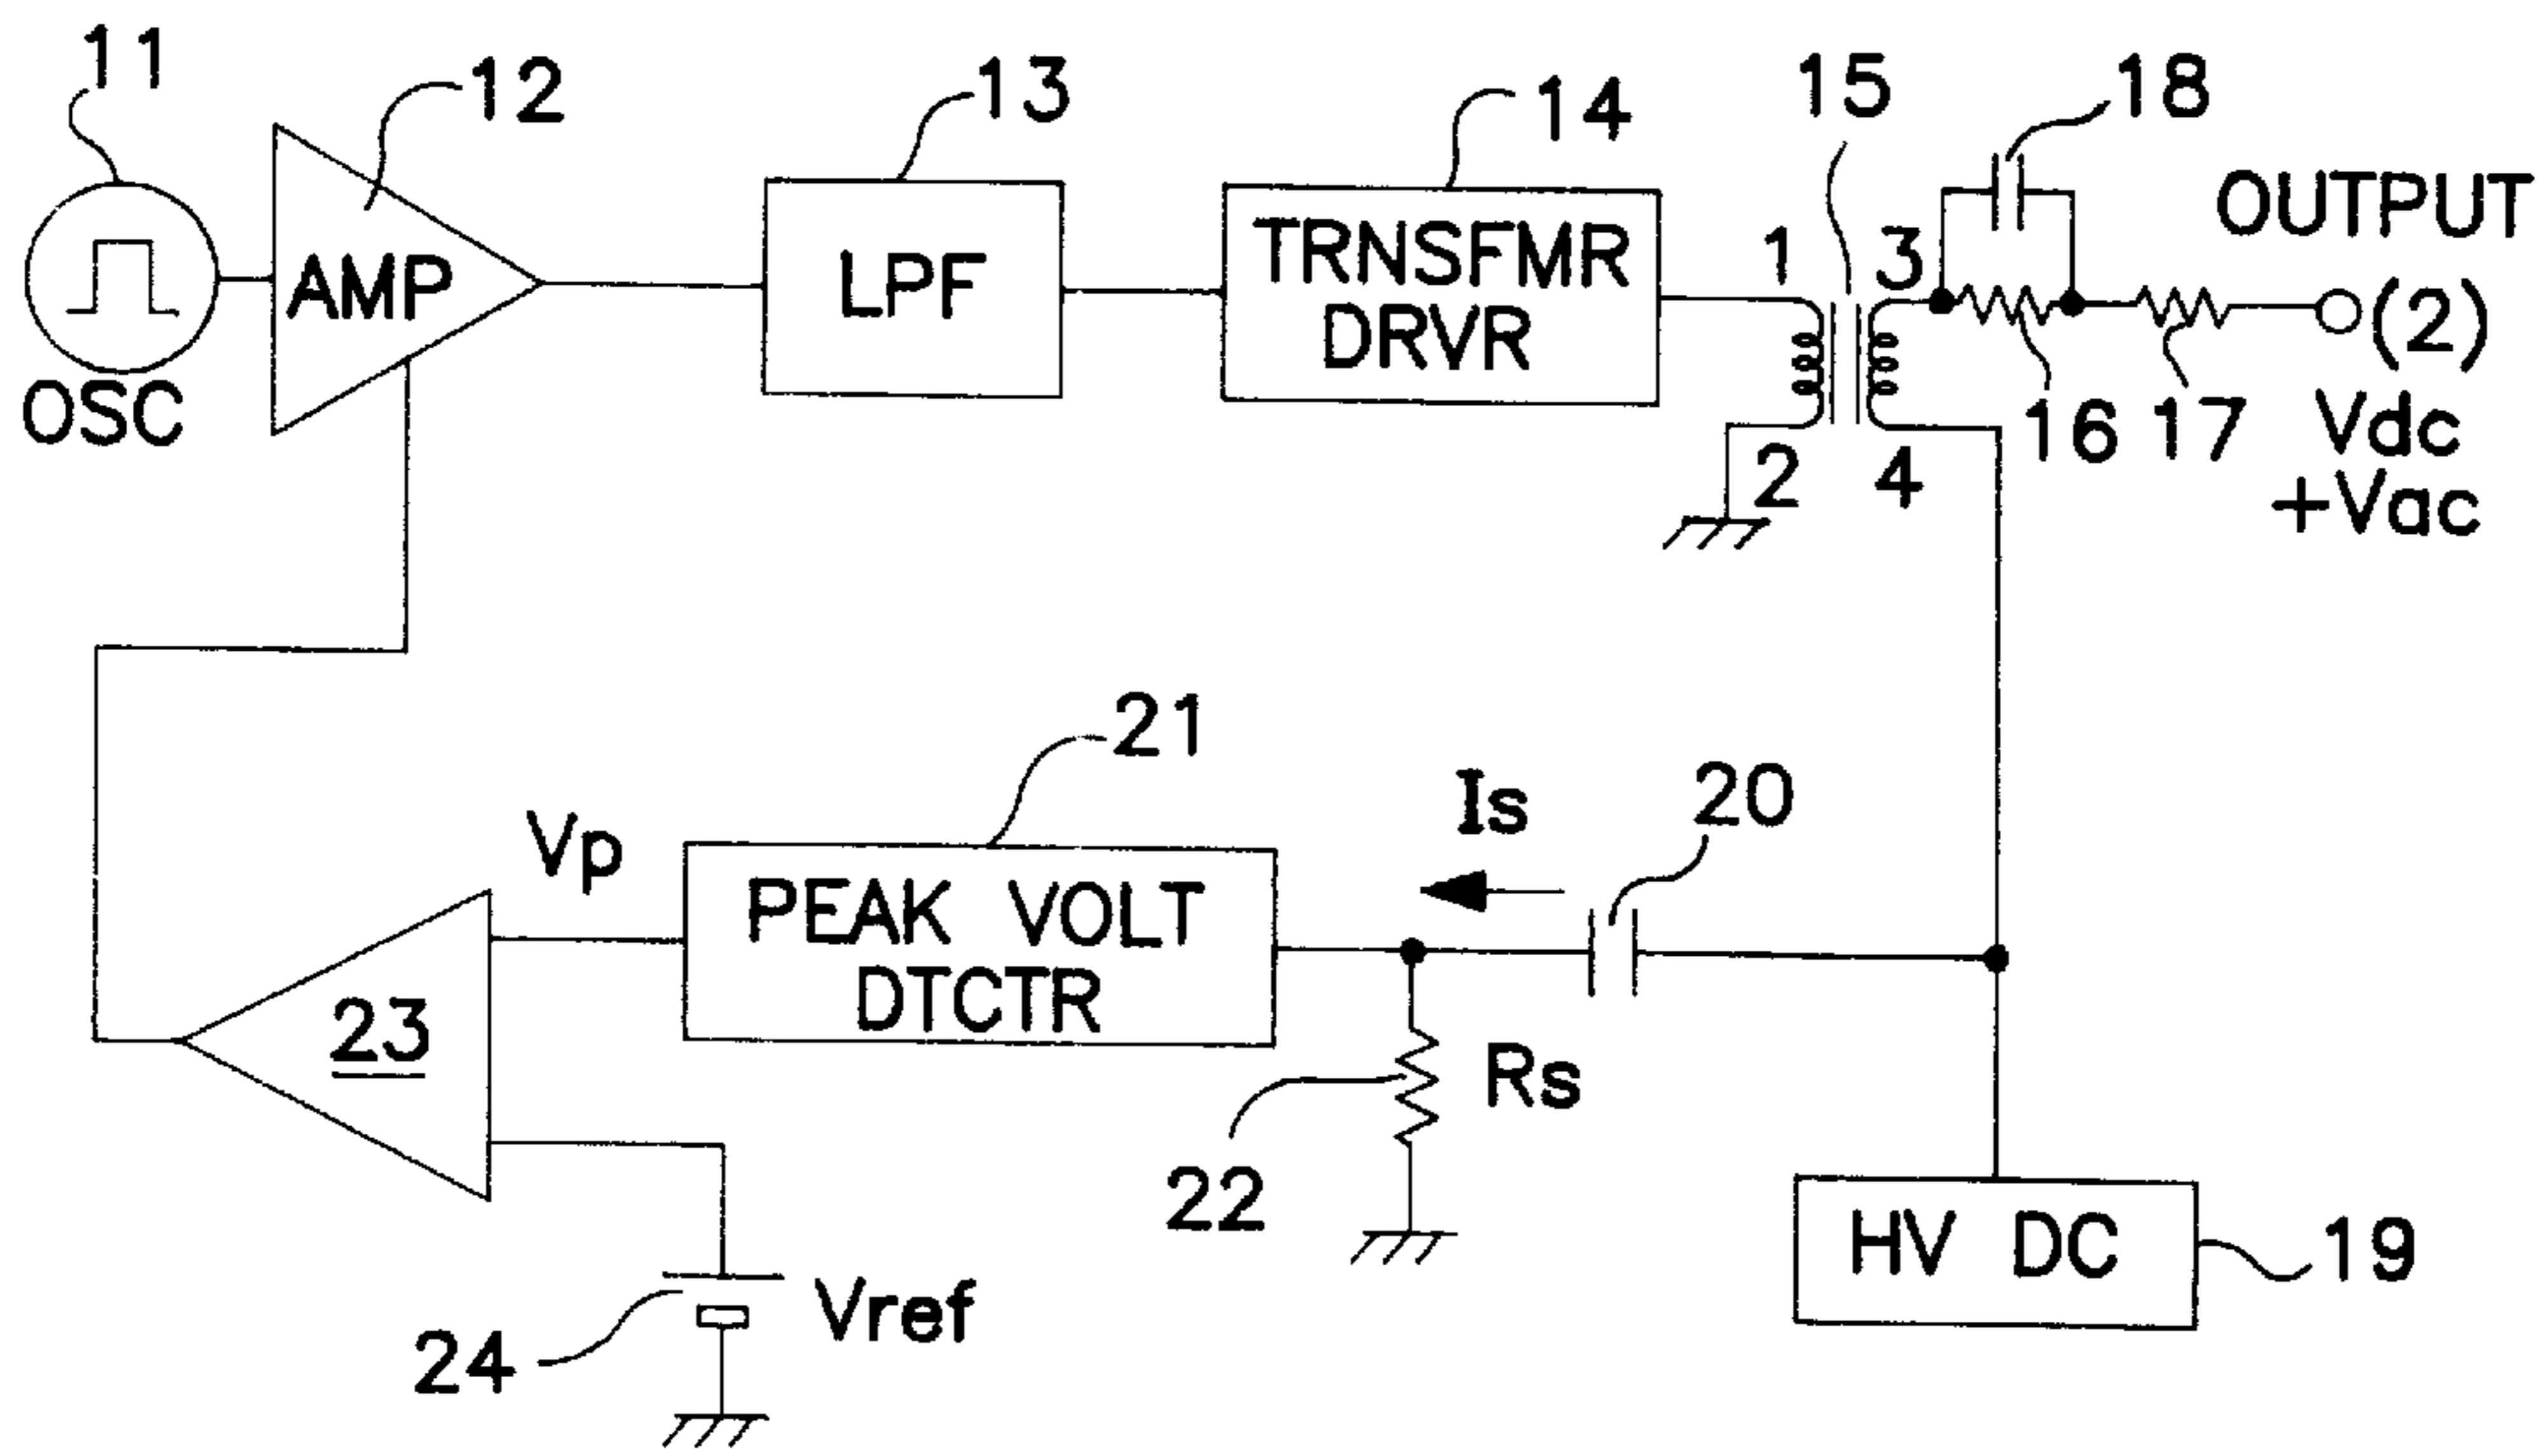 11
12
13
14
15
18
OSC
AMP
LPF
TRNSFMR
DRVR
1
2
3
4
16
17
OUTPUT
(2)
Vdc
+Vac
21
Vp
PEAK VOLT
DTCTR
Is
20
23
22
Rs
24
Vref
HV DC
19